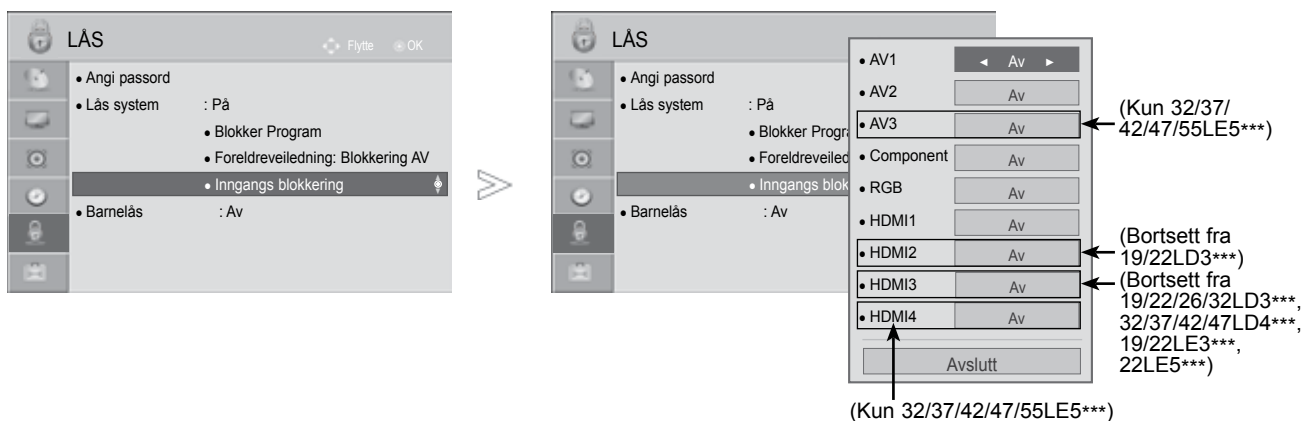 LÅS
Flytte OK
• Angi passord
• Lås system : På
• Blokker Program
• Foreldreveiledning: Blokkering AV
• Inngangs blokkering
• Barnelås : Av
LÅS
• Angi passord
• Lås system : På
• Blokker Progra
• Foreldreveiled
• Inngangs blok
• Barnelås : Av
• AV1 ◄ Av ►
• AV2 Av
• AV3 Av
• Component Av
• RGB Av
• HDMI1 Av
• HDMI2 Av
• HDMI3 Av
• HDMI4 Av
Avslutt
(Kun 32/37/
42/47/55LE5***)
(Bortsett fra
19/22LD3***)
(Bortsett fra
19/22/26/32LD3***,
32/37/42/47LD4***,
19/22LE3***,
22LE5***)
(Kun 32/37/42/47/55LE5***)